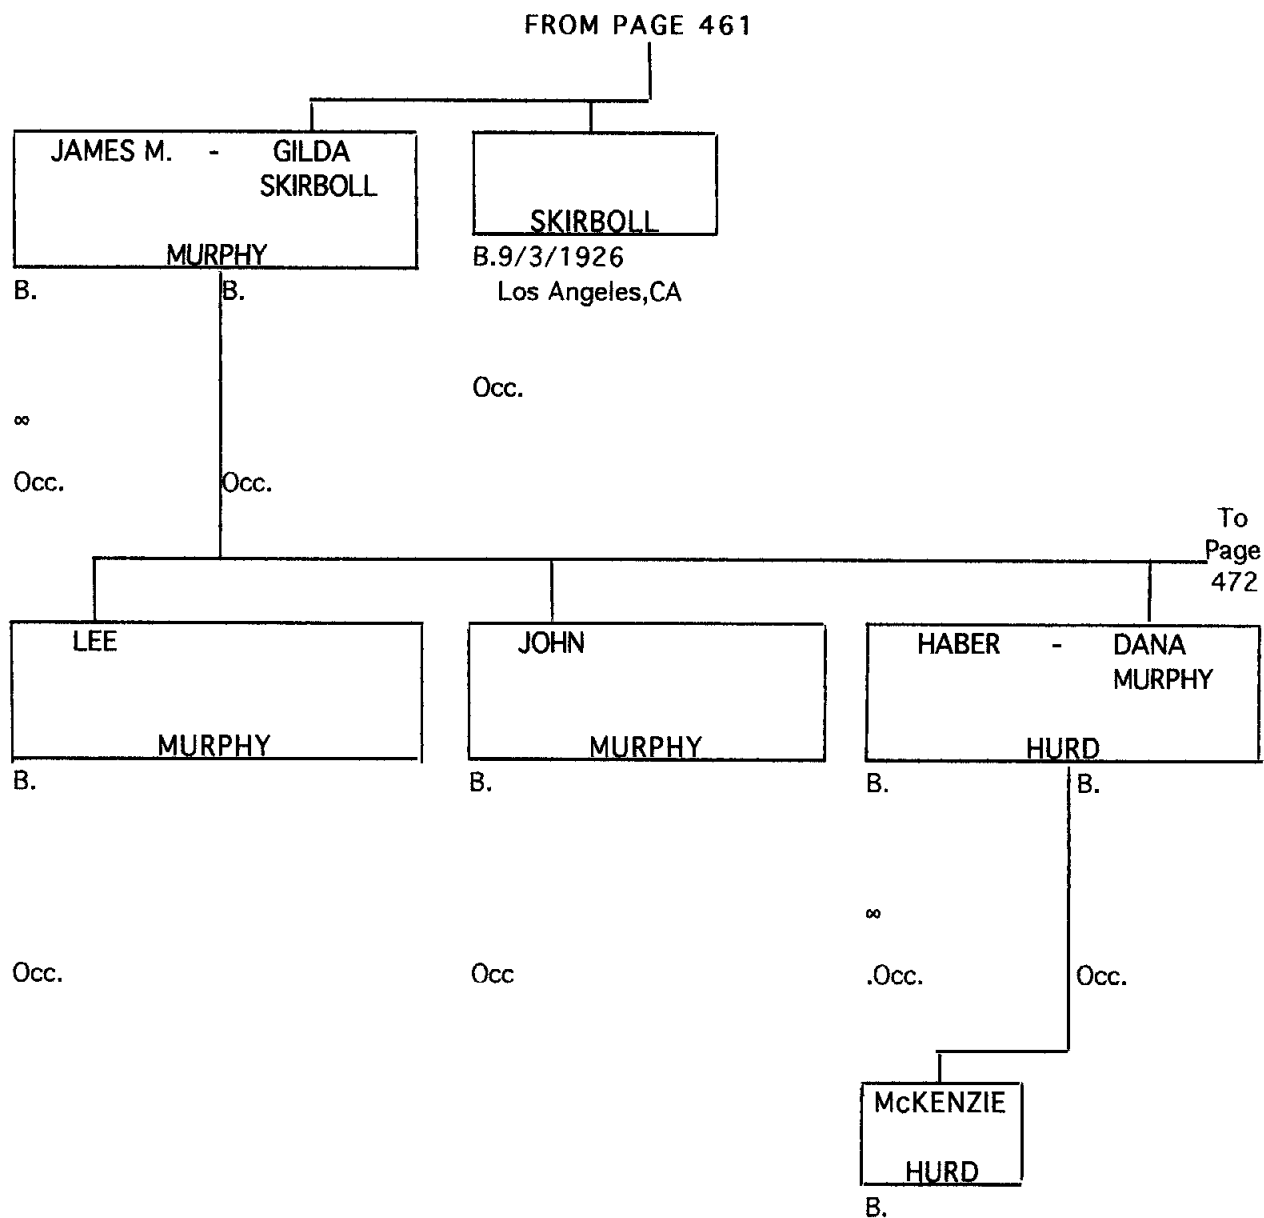 FROM PAGE 461
JAMES M. - GILDA
SKIRBOLL
MURPHY
B. B.
∞
Occ. Occ.
SKIRBOLL
B.9/3/1926
Los Angeles,CA
Occ.
To
Page
472
LEE
MURPHY
B.
Occ.
JOHN
MURPHY
B.
Occ
HABER - DANA
MURPHY
HURD
B. B.
∞
.Occ. Occ.
McKENZIE
HURD
B.